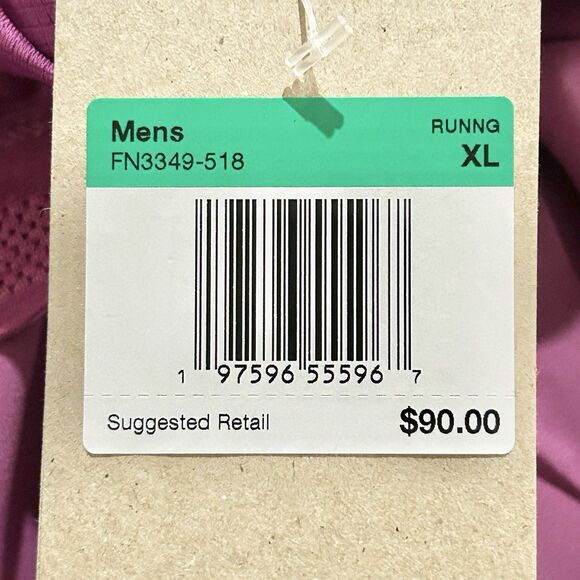 Mens
RUNNG
FN3349-518
XL
1 97596 55596 7
Suggested Retail
$90.00